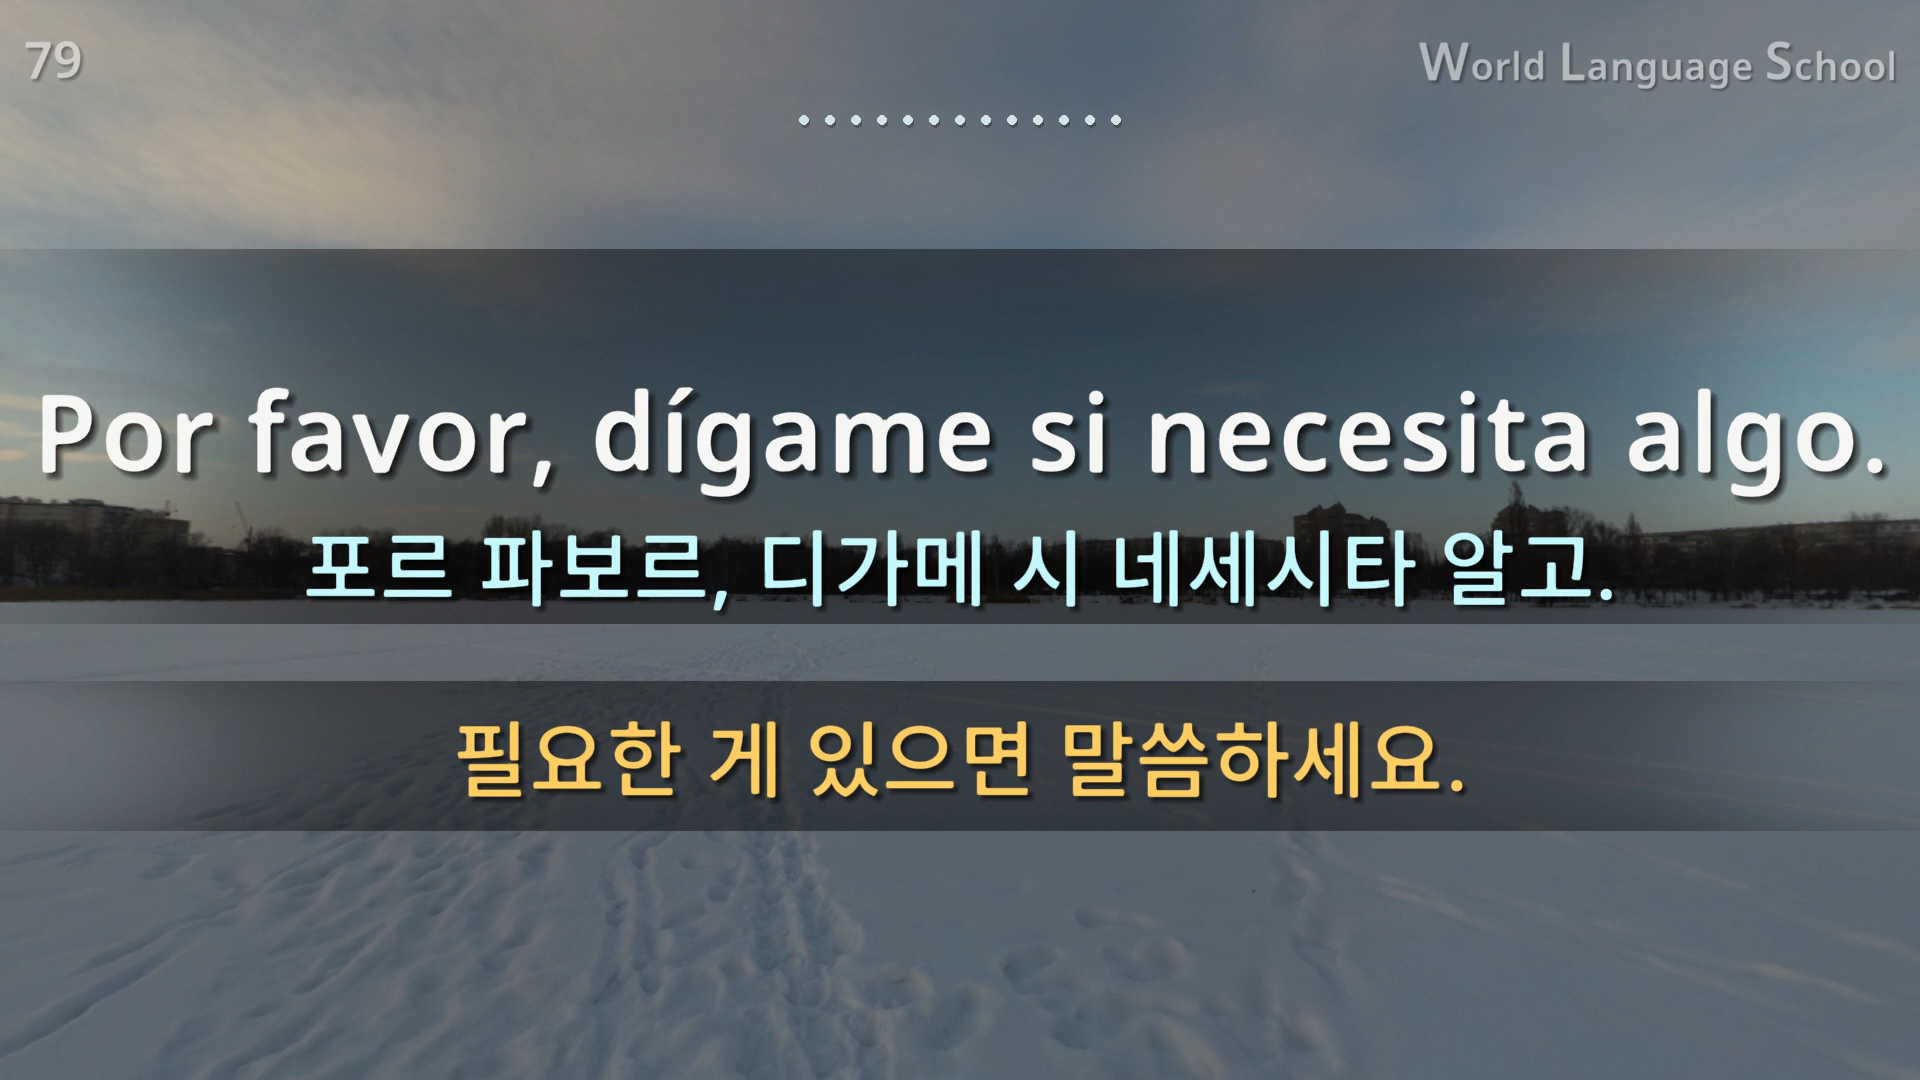 79
World Language School
Por favor, dígame si necesita algo.
포르 파보르, 디가메 시 네세시타 알고.
필요한 게 있으면 말씀하세요.